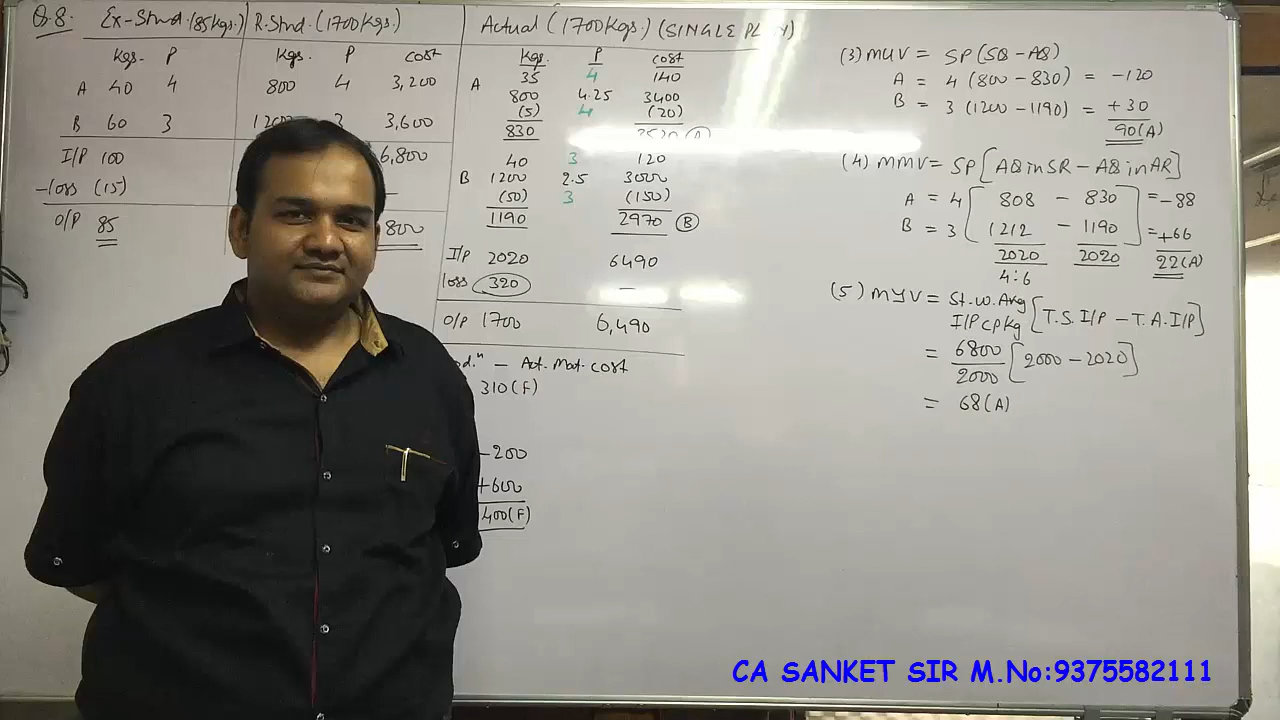 Q.8. Ex-Stnd.(85kgs.) R.Stnd.(1700Kgs.) Actual (1700Kgs.) (SINGLE PLAN)
Kgs. P
A 40 4
B 60 3
I/P 100
-loss (15)
O/P 85
Kgs. P cost
800 4 3,200
3,600
6,800
—
800
Kgs. P cost
35 4 140
A 800 4.25 3400
(5) 4 (20)
830 3520 (A)
40 3 120
B 1200 2.5 3000
(50) 3 (150)
1190 2970 (B)
I/P 2020 6490
loss 320 —
O/P 1700 6,490
— Act. Mat. cost
310(F)
-200
+600
400(F)
(3) MUV = SP(SQ-AQ)
A = 4 (800-830) = -120
B = 3 (1200-1190) = +30
90(A)
(4) MMV = SP[AQ in SR - AQ in AR]
A = 4 [808 - 830] = -88
B = 3 [1212 - 1190] = +66
2020 2020 22(A)
4:6
(5) MYV = St.W.Avg I/P CP kg [T.S.I/P - T.A.I/P]
= 6800/2000 [2000-2020]
= 68(A)
CA SANKET SIR M.No:9375582111